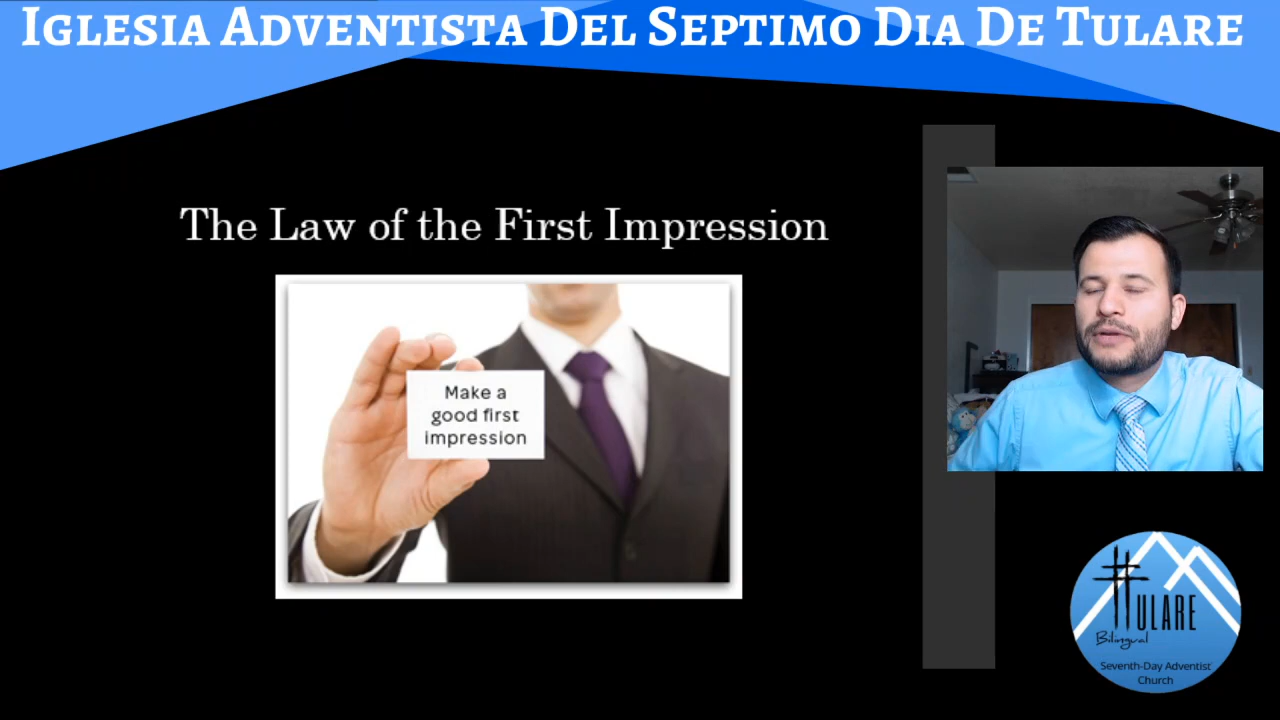 Iglesia Adventista Del Septimo Dia De Tulare
The Law of the First Impression
Make a
good first
impression
TULARE
Bilingual
Seventh-Day Adventist
Church